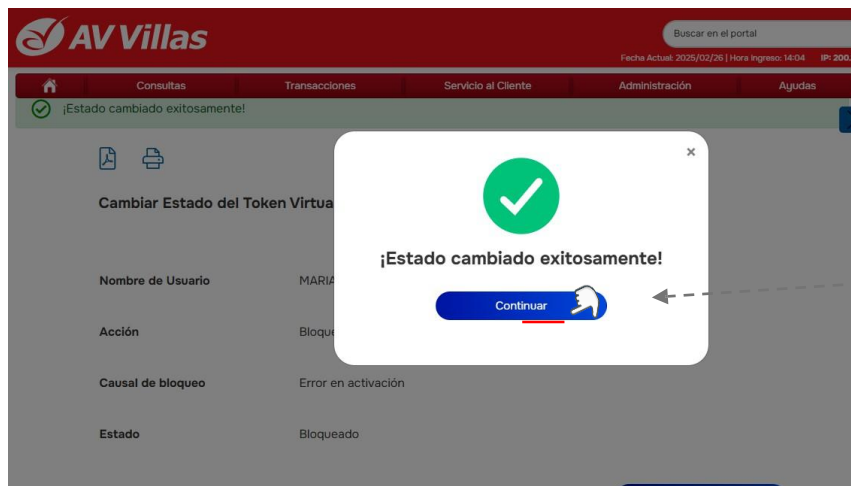 AV Villas
Buscar en el portal
Fecha Actual: 2025/02/26 | Hora Ingreso: 14:04 IP: 200.
Consultas Transacciones Servicio al Cliente Administración Ayudas
¡Estado cambiado exitosamente!
×
Cambiar Estado del Token Virtua
¡Estado cambiado exitosamente!
Nombre de Usuario MARIA
Continuar
Acción Bloque
Causal de bloqueo Error en activación
Estado Bloqueado